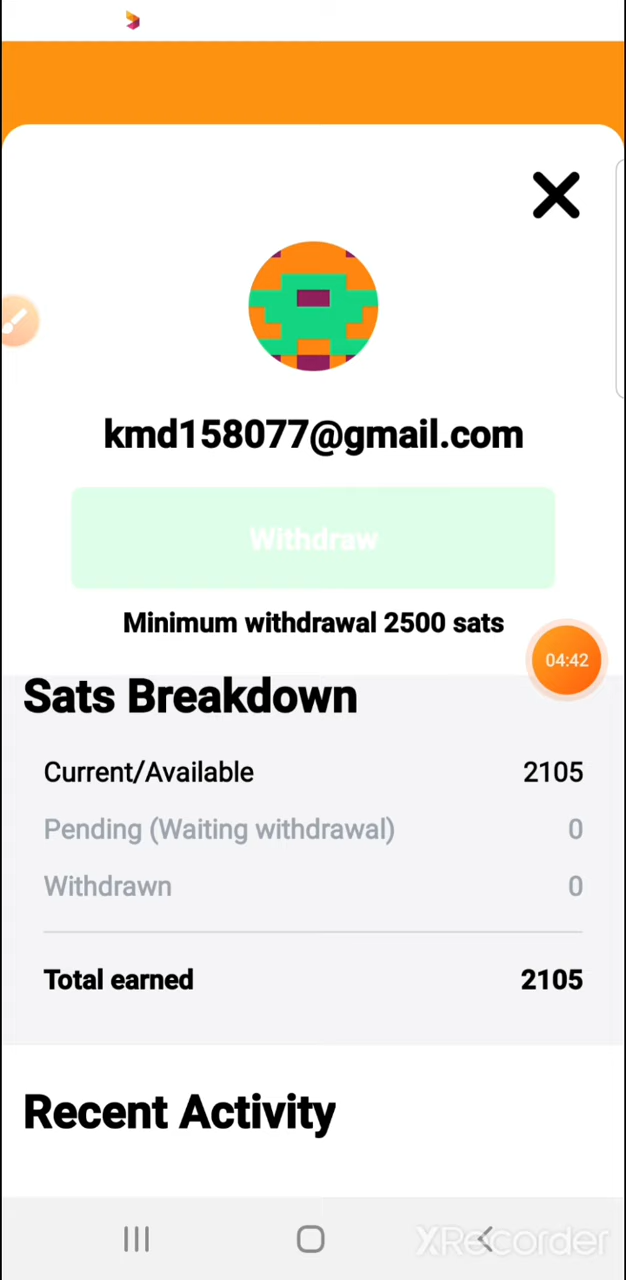 kmd158077@gmail.com
Withdraw
Minimum withdrawal 2500 sats
04:42
Sats Breakdown
Current/Available 2105
Pending (Waiting withdrawal) 0
Withdrawn 0
Total earned 2105
Recent Activity
XRecorder